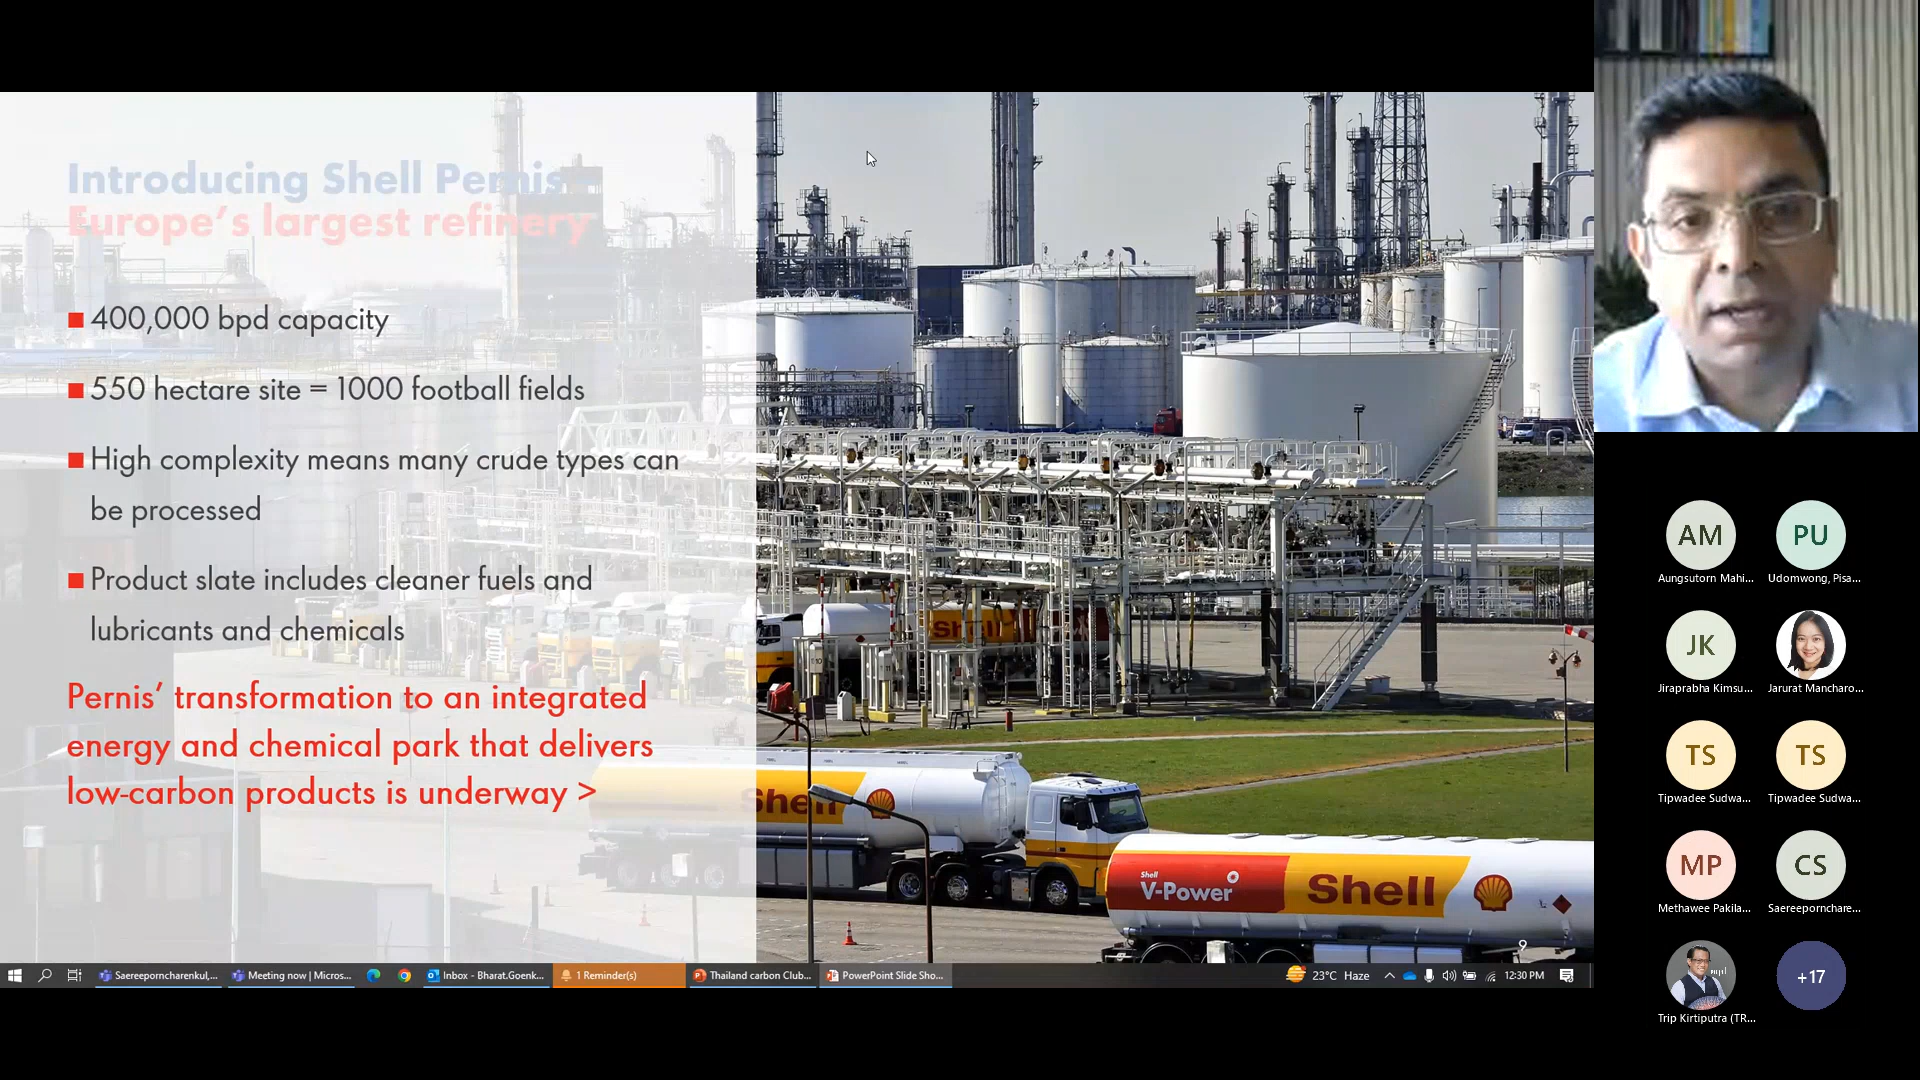 Introducing Shell Pernis –
Europe's largest refinery
400,000 bpd capacity
550 hectare site = 1000 football fields
High complexity means many crude types can
be processed
Product slate includes cleaner fuels and
lubricants and chemicals
Pernis' transformation to an integrated
energy and chemical park that delivers
low-carbon products is underway >
Shell
Shell
Shell
V-Power
Shell
9
Saereeporncharenkul,...
Meeting now | Micros...
Inbox - Bharat.Goenk...
1 Reminder(s)
Thailand carbon Club...
PowerPoint Slide Sho...
23°C Haze
12:30 PM
AM
Aungsutorn Mahi...
PU
Udomwong, Pisa...
JK
Jiraprabha Kimsu...
Jarurat Mancharo...
TS
Tipwadee Sudwa...
TS
Tipwadee Sudwa...
MP
Methawee Pakila...
CS
Saereepornchare...
Trip Kirtiputra (TR...
+17